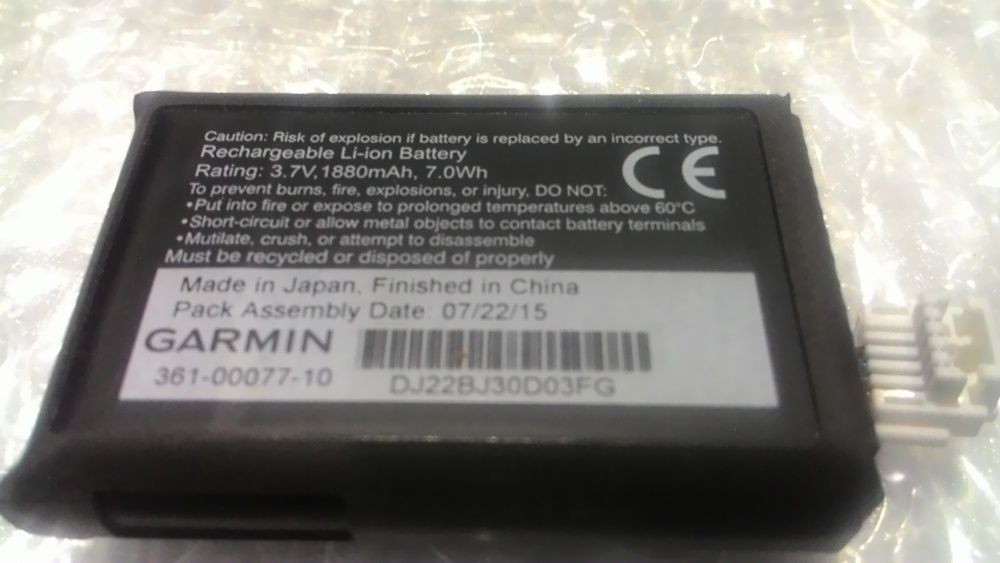 Caution: Risk of explosion if battery is replaced by an incorrect type.
Rechargeable Li-ion Battery
Rating: 3.7V, 1880mAh, 7.0Wh
CE
To prevent burns, fire, explosions, or injury, DO NOT:
•Put into fire or expose to prolonged temperatures above 60°C
•Short-circuit or allow metal objects to contact battery terminals
•Mutilate, crush, or attempt to disassemble
Must be recycled or disposed of properly
Made in Japan, Finished in China
Pack Assembly Date: 07/22/15
GARMIN
361-00077-10
DJ22BJ30D03FG